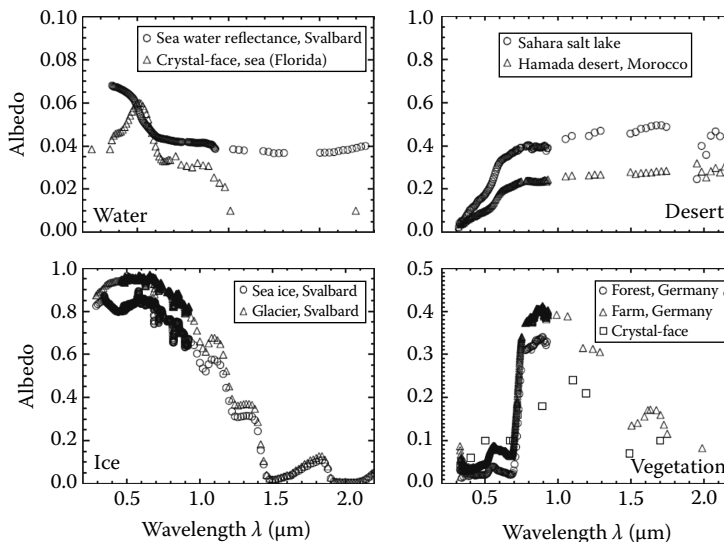 0.10
0.08
0.06
0.04
0.02
0.00
Albedo
Sea water reflectance, Svalbard
Crystal-face, sea (Florida)
Water
1.0
0.8
0.6
0.4
0.2
0.0
Sahara salt lake
Hamada desert, Morocco
Desert
1.0
0.8
0.6
0.4
0.2
0.0
Albedo
Sea ice, Svalbard
Glacier, Svalbard
Ice
0.5 1.0 1.5 2.0
Wavelength λ (μm)
0.5
0.4
0.3
0.2
0.1
0.0
Forest, Germany
Farm, Germany
Crystal-face
Vegetation
0.5 1.0 1.5 2.0
Wavelength λ (μm)